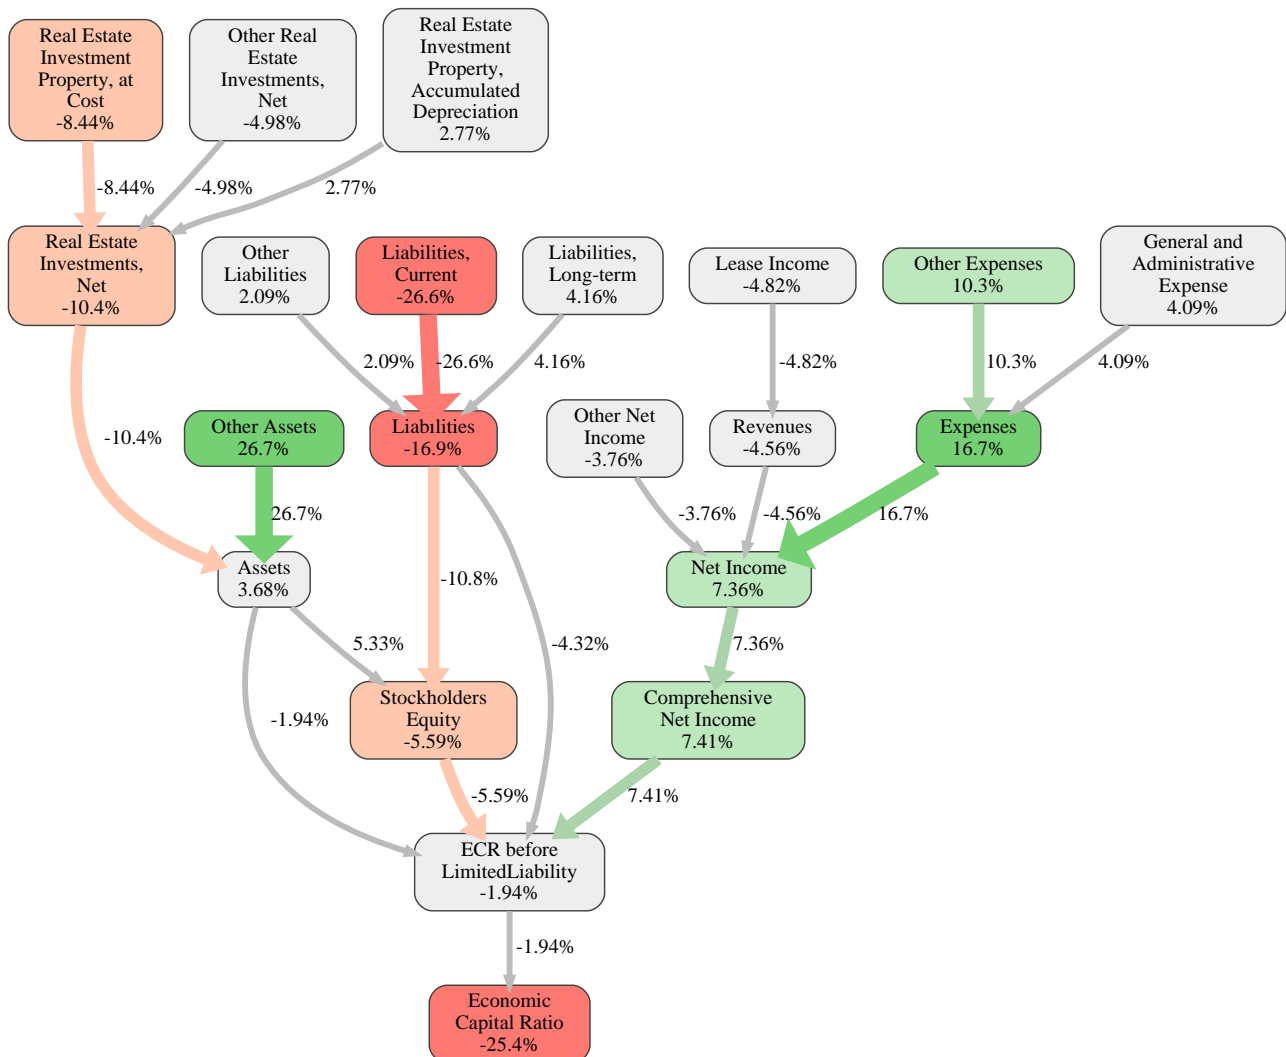 Real Estate
Investment
Property, at
Cost
-8.44%
Other Real
Estate
Investments,
Net
-4.98%
Real Estate
Investment
Property,
Accumulated
Depreciation
2.77%
-8.44%
-4.98%
2.77%
Real Estate
Investments,
Net
-10.4%
Other
Liabilities
2.09%
Liabilities,
Current
-26.6%
Liabilities,
Long-term
4.16%
Lease Income
-4.82%
Other Expenses
10.3%
General and
Administrative
Expense
4.09%
2.09%
-26.6%
4.16%
-4.82%
10.3%
4.09%
-10.4%
Other Assets
26.7%
Liabilities
-16.9%
Other Net
Income
-3.76%
Revenues
-4.56%
Expenses
16.7%
26.7%
-3.76%
-4.56%
16.7%
Assets
3.68%
-10.8%
Net Income
7.36%
5.33%
-4.32%
7.36%
-1.94%
Stockholders
Equity
-5.59%
Comprehensive
Net Income
7.41%
-5.59%
7.41%
ECR before
LimitedLiability
-1.94%
-1.94%
Economic
Capital Ratio
-25.4%